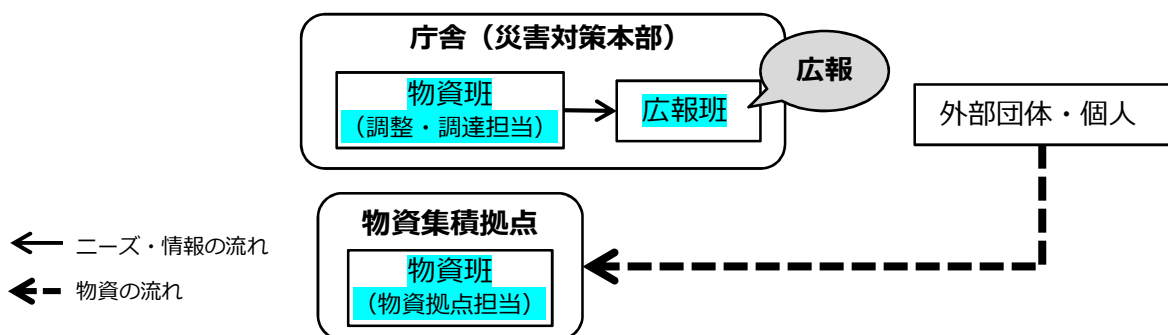 庁舎（災害対策本部）
物資班
（調整・調達担当）
広報班
広報
外部団体・個人
物資集積拠点
物資班
（物資拠点担当）
ニーズ・情報の流れ
物資の流れ